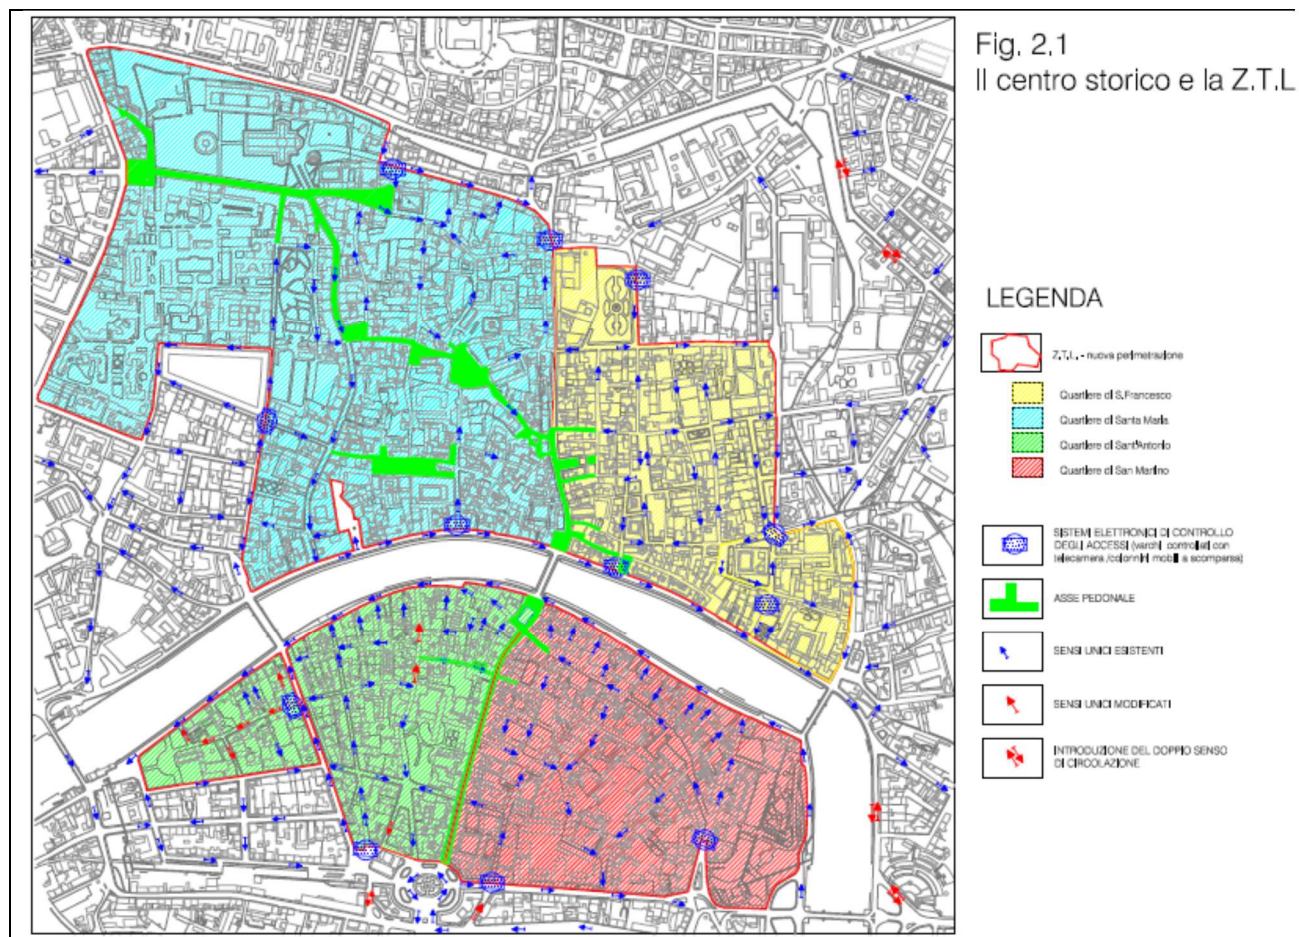 Fig. 2.1
Il centro storico e la Z.T.L
LEGENDA
Z.T.L. - nuova perimetrazione
Quartiere di S.Francesco
Quartiere di Santa Maria
Quartiere di Sant'Antonio
Quartiere di San Martino
SISTEMI ELETTRONICI DI CONTROLLO
DEGLI ACCESSI (varchi controllati con
telecamera /colonnini mobili a scomparsa)
ASSE PEDONALE
SENSI UNICI ESISTENTI
SENSI UNICI MODIFICATI
INTRODUZIONE DEL DOPPIO SENSO
DI CIRCOLAZIONE